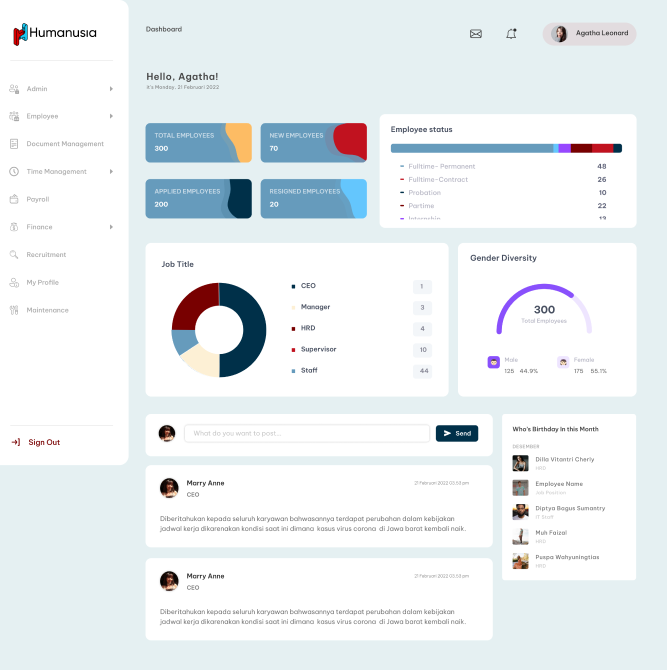 Humanusia
Admin
Employee
Document Management
Time Management
Payroll
Finance
Recruitment
My Profile
Maintenance
Sign Out
Dashboard
Agatha Leonard
Hello, Agatha!
It's Monday, 21 Februari 2022
TOTAL EMPLOYEES
300
NEW EMPLOYEES
70
APPLIED EMPLOYEES
200
RESIGNED EMPLOYEES
20
Employee status
Fulltime- Permanent 48
Fulltime-Contract 26
Probation 10
Partime 22
Internship 12
Job Title
CEO 1
Manager 3
HRD 4
Supervisor 10
Staff 44
Gender Diversity
300
Total Employees
Male
125 44.9%
Female
175 55.1%
What do you want to post...
Send
Marry Anne
21 Februari 2022 03.59 pm
CEO
Diberitahukan kepada seluruh karyawan bahwasannya terdapat perubahan dalam kebijakan
jadwal kerja dikarenakan kondisi saat ini dimana kasus virus corona di Jawa barat kembali naik.
Marry Anne
21 Februari 2022 03.59 pm
CEO
Diberitahukan kepada seluruh karyawan bahwasannya terdapat perubahan dalam kebijakan
jadwal kerja dikarenakan kondisi saat ini dimana kasus virus corona di Jawa barat kembali naik.
Who's Birthday in this Month
DESEMBER
Dilla Vitantri Cherly
HRD
Employee Name
Job Position
Diptya Bagus Sumantry
IT Staff
Muh Faizal
HRD
Puspa Wahyuningtias
HRD